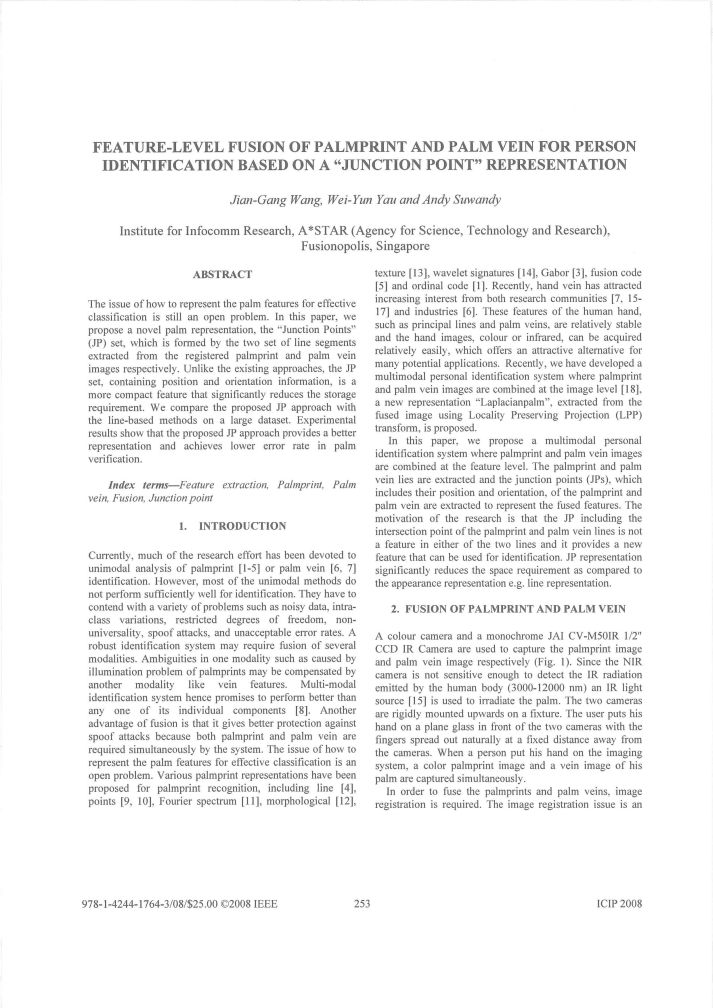 FEATURE-LEVEL FUSION OF PALMPRINT AND PALM VEIN FOR PERSON
IDENTIFICATION BASED ON A “JUNCTION POINT” REPRESENTATION
Jian-Gang Wang, Wei-Yun Yau and Andy Suwandy
Institute for Infocomm Research, A*STAR (Agency for Science, Technology and Research),
Fusionopolis, Singapore
ABSTRACT
The issue of how to represent the palm features for effective
classification is still an open problem. In this paper, we
propose a novel palm representation, the “Junction Points”
(JP) set, which is formed by the two set of line segments
extracted from the registered palmprint and palm vein
images respectively. Unlike the existing approaches, the JP
set, containing position and orientation information, is a
more compact feature that significantly reduces the storage
requirement. We compare the proposed JP approach with
the line-based methods on a large dataset. Experimental
results show that the proposed JP approach provides a better
representation and achieves lower error rate in palm
verification.
Index terms—Feature extraction, Palmprint, Palm
vein, Fusion, Junction point
1. INTRODUCTION
Currently, much of the research effort has been devoted to
unimodal analysis of palmprint [1-5] or palm vein [6, 7]
identification. However, most of the unimodal methods do
not perform sufficiently well for identification. They have to
contend with a variety of problems such as noisy data, intra-
class variations, restricted degrees of freedom, non-
universality, spoof attacks, and unacceptable error rates. A
robust identification system may require fusion of several
modalities. Ambiguities in one modality such as caused by
illumination problem of palmprints may be compensated by
another modality like vein features. Multi-modal
identification system hence promises to perform better than
any one of its individual components [8]. Another
advantage of fusion is that it gives better protection against
spoof attacks because both palmprint and palm vein are
required simultaneously by the system. The issue of how to
represent the palm features for effective classification is an
open problem. Various palmprint representations have been
proposed for palmprint recognition, including line [4],
points [9, 10], Fourier spectrum [11], morphological [12],
texture [13], wavelet signatures [14], Gabor [3], fusion code
[5] and ordinal code [1]. Recently, hand vein has attracted
increasing interest from both research communities [7, 15-
17] and industries [6]. These features of the human hand,
such as principal lines and palm veins, are relatively stable
and the hand images, colour or infrared, can be acquired
relatively easily, which offers an attractive alternative for
many potential applications. Recently, we have developed a
multimodal personal identification system where palmprint
and palm vein images are combined at the image level [18],
a new representation “Laplacianpalm”, extracted from the
fused image using Locality Preserving Projection (LPP)
transform, is proposed.
In this paper, we propose a multimodal personal
identification system where palmprint and palm vein images
are combined at the feature level. The palmprint and palm
vein lies are extracted and the junction points (JPs), which
includes their position and orientation, of the palmprint and
palm vein are extracted to represent the fused features. The
motivation of the research is that the JP including the
intersection point of the palmprint and palm vein lines is not
a feature in either of the two lines and it provides a new
feature that can be used for identification. JP representation
significantly reduces the space requirement as compared to
the appearance representation e.g. line representation.
2. FUSION OF PALMPRINT AND PALM VEIN
A colour camera and a monochrome JAI CV-M50IR 1/2"
CCD IR Camera are used to capture the palmprint image
and palm vein image respectively (Fig. 1). Since the NIR
camera is not sensitive enough to detect the IR radiation
emitted by the human body (3000-12000 nm) an IR light
source [15] is used to irradiate the palm. The two cameras
are rigidly mounted upwards on a fixture. The user puts his
hand on a plane glass in front of the two cameras with the
fingers spread out naturally at a fixed distance away from
the cameras. When a person put his hand on the imaging
system, a color palmprint image and a vein image of his
palm are captured simultaneously.
In order to fuse the palmprints and palm veins, image
registration is required. The image registration issue is an
978-1-4244-1764-3/08/$25.00 ©2008 IEEE
253
ICIP 2008